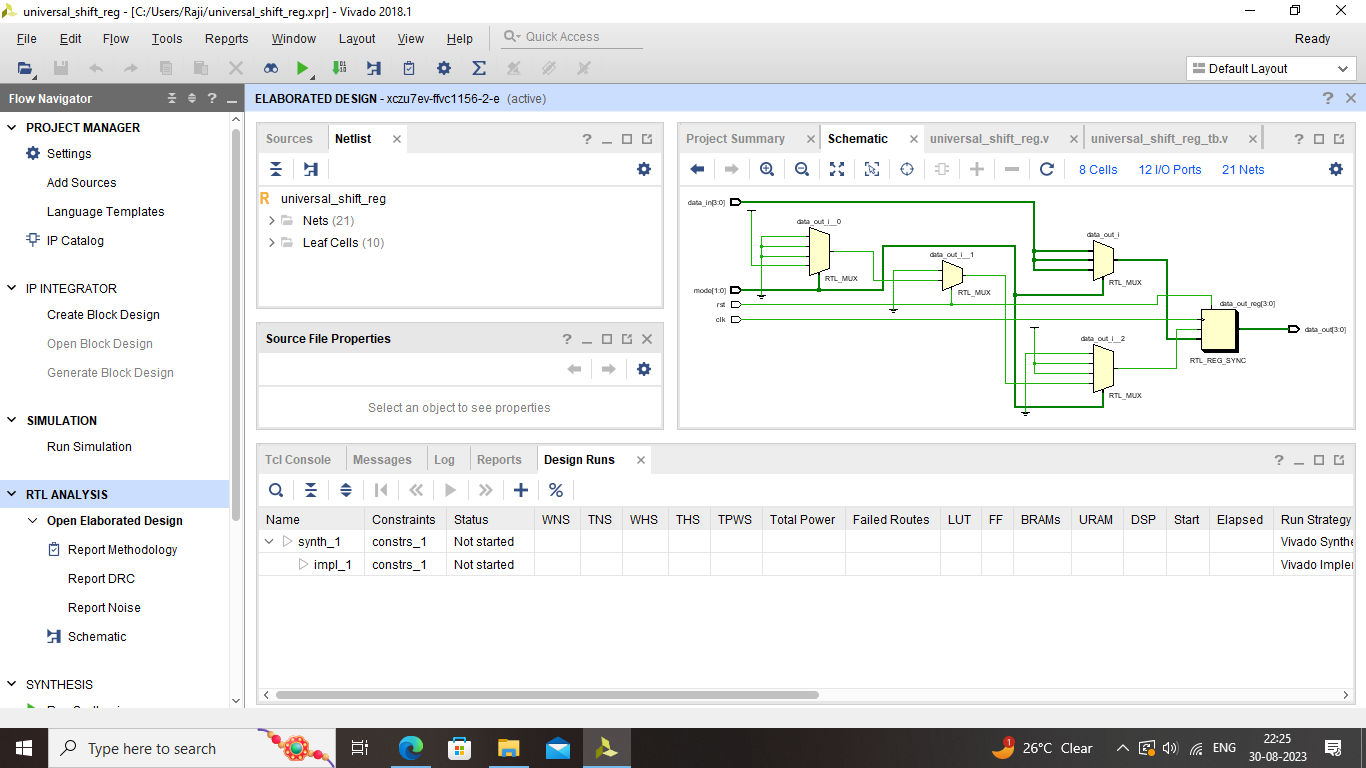 universal_shift_reg - [C:/Users/Raji/universal_shift_reg.xpr] - Vivado 2018.1
File Edit Flow Tools Reports Window Layout View Help Quick Access Ready
Default Layout
Flow Navigator
ELABORATED DESIGN - xczu7ev-ffvc1156-2-e (active)
PROJECT MANAGER
Settings
Add Sources
Language Templates
IP Catalog
IP INTEGRATOR
Create Block Design
Open Block Design
Generate Block Design
SIMULATION
Run Simulation
RTL ANALYSIS
Open Elaborated Design
Report Methodology
Report DRC
Report Noise
Schematic
SYNTHESIS
Sources Netlist
universal_shift_reg
Nets (21)
Leaf Cells (10)
Source File Properties
Select an object to see properties
Project Summary Schematic universal_shift_reg.v universal_shift_reg_tb.v
8 Cells 12 I/O Ports 21 Nets
data_in[3:0]
data_out_i__0
RTL_MUX
data_out_i__1
RTL_MUX
data_out_i
RTL_MUX
mode[1:0]
rst
clk
data_out_reg[3:0]
data_out[3:0]
RTL_REG_SYNC
data_out_i__2
RTL_MUX
Tcl Console Messages Log Reports Design Runs
Name Constraints Status WNS TNS WHS THS TPWS Total Power Failed Routes LUT FF BRAMs URAM DSP Start Elapsed Run Strategy
synth_1 constrs_1 Not started Vivado Synthe
impl_1 constrs_1 Not started Vivado Implem
Type here to search
1
26°C Clear
ENG
22:25
30-08-2023